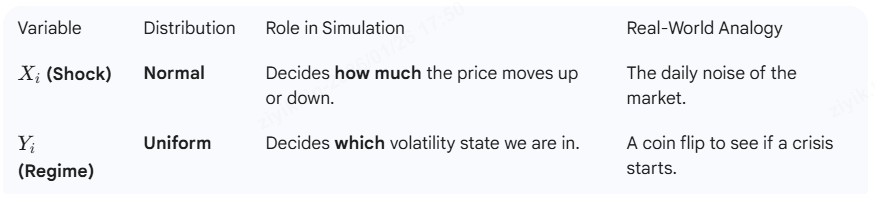 Variable Distribution Role in Simulation Real-World Analogy
Xᵢ (Shock) Normal Decides how much the price moves up The daily noise of the
or down. market.
Yᵢ Uniform Decides which volatility state we are in. A coin flip to see if a crisis
(Regime) starts.